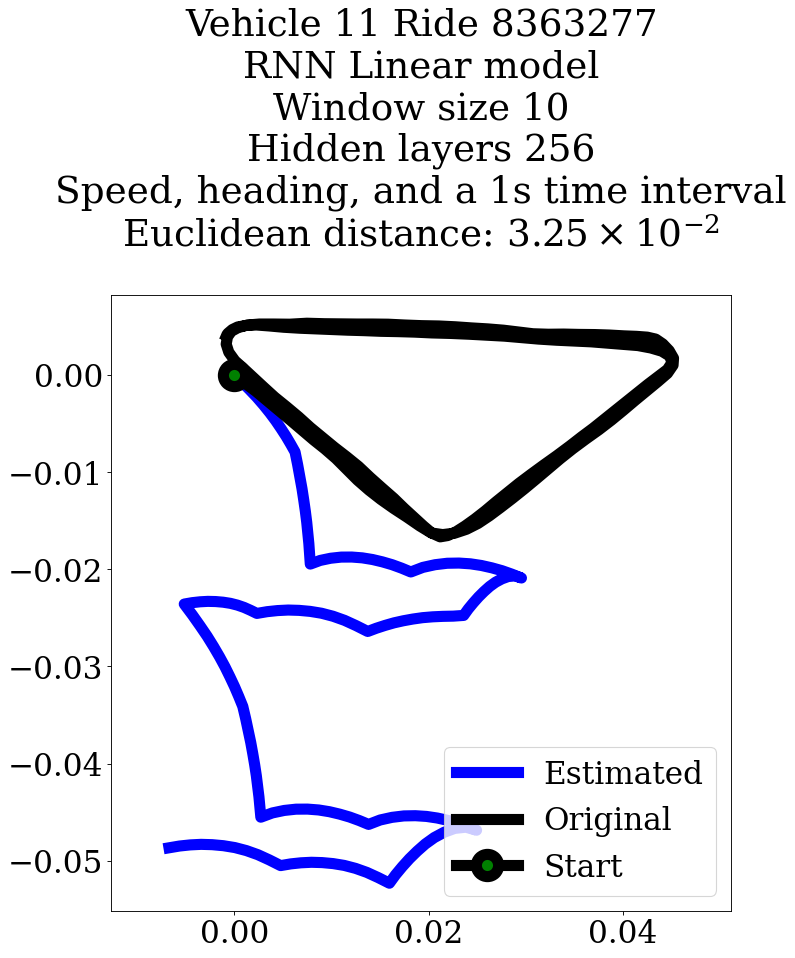 Vehicle 11 Ride 8363277
RNN Linear model
Window size 10
Hidden layers 256
Speed, heading, and a 1s time interval
Euclidean distance: 3.25 × 10⁻²
0.00
−0.01
−0.02
−0.03
−0.04
−0.05
Estimated
Original
Start
0.00 0.02 0.04